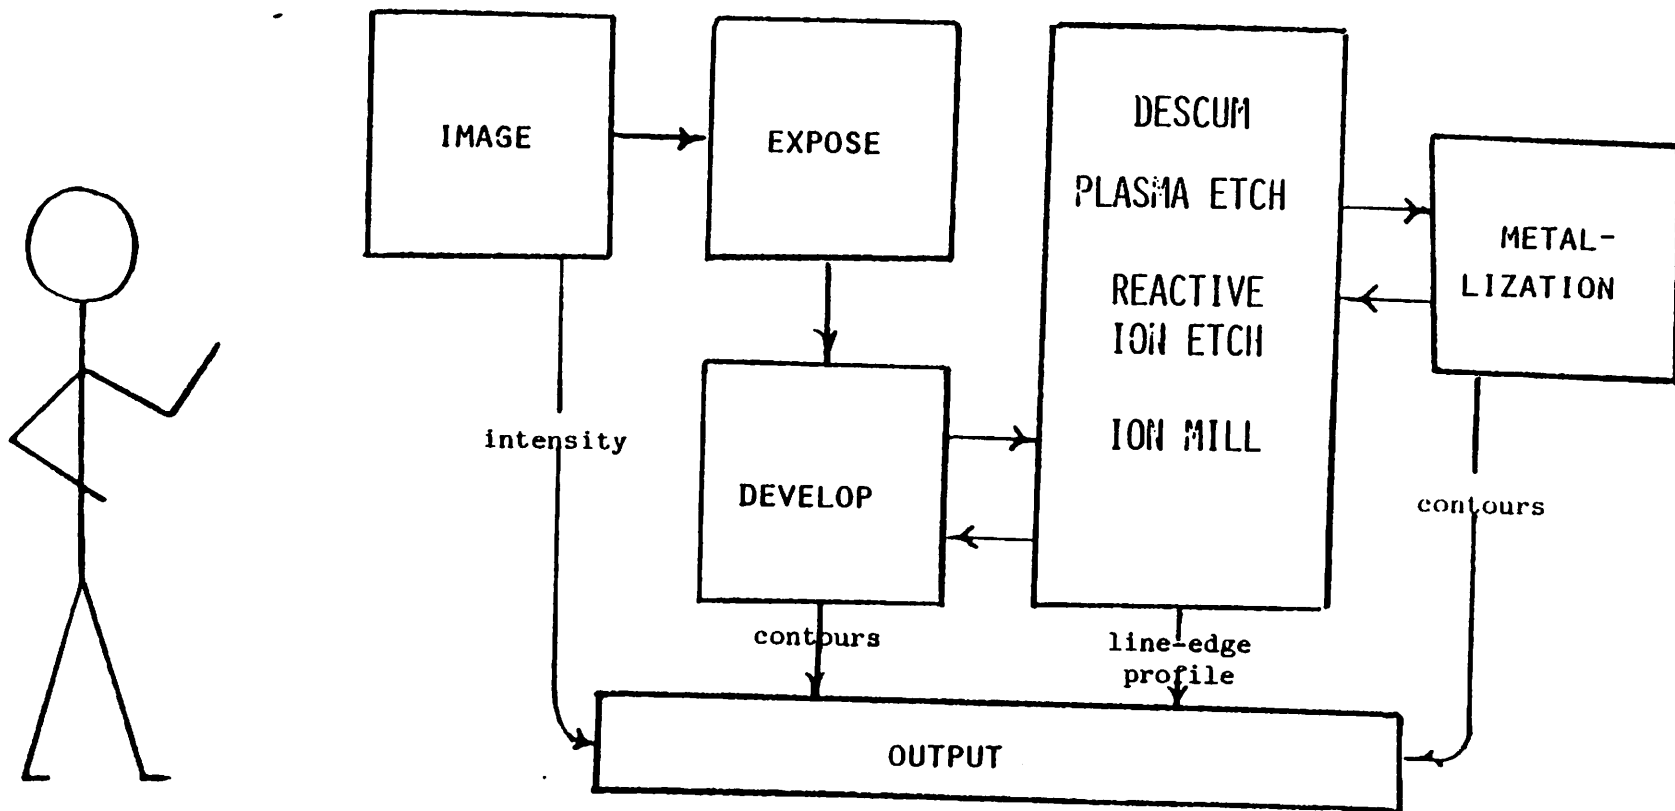 IMAGE
EXPOSE
DESCUM
PLASMA ETCH
REACTIVE
ION ETCH
ION MILL
METAL-
LIZATION
intensity
DEVELOP
contours
contours
line-edge
profile
OUTPUT